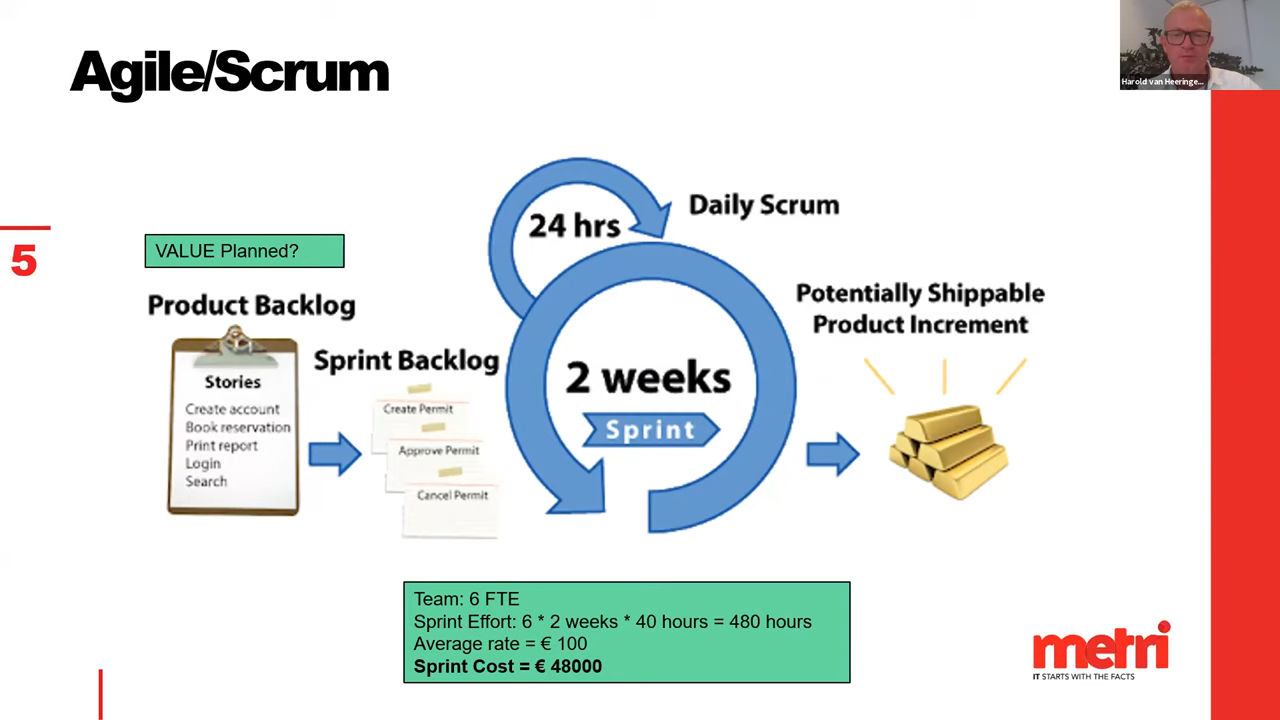 Agile/Scrum
Harold van Heeringe...
5
VALUE Planned?
24 hrs
Daily Scrum
Product Backlog
Stories
Create account
Book reservation
Print report
Login
Search
Sprint Backlog
Create Permit
Approve Permit
Cancel Permit
2 weeks
Sprint
Potentially Shippable
Product Increment
Team: 6 FTE
Sprint Effort: 6 * 2 weeks * 40 hours = 480 hours
Average rate = € 100
Sprint Cost = € 48000
metri
IT STARTS WITH THE FACTS